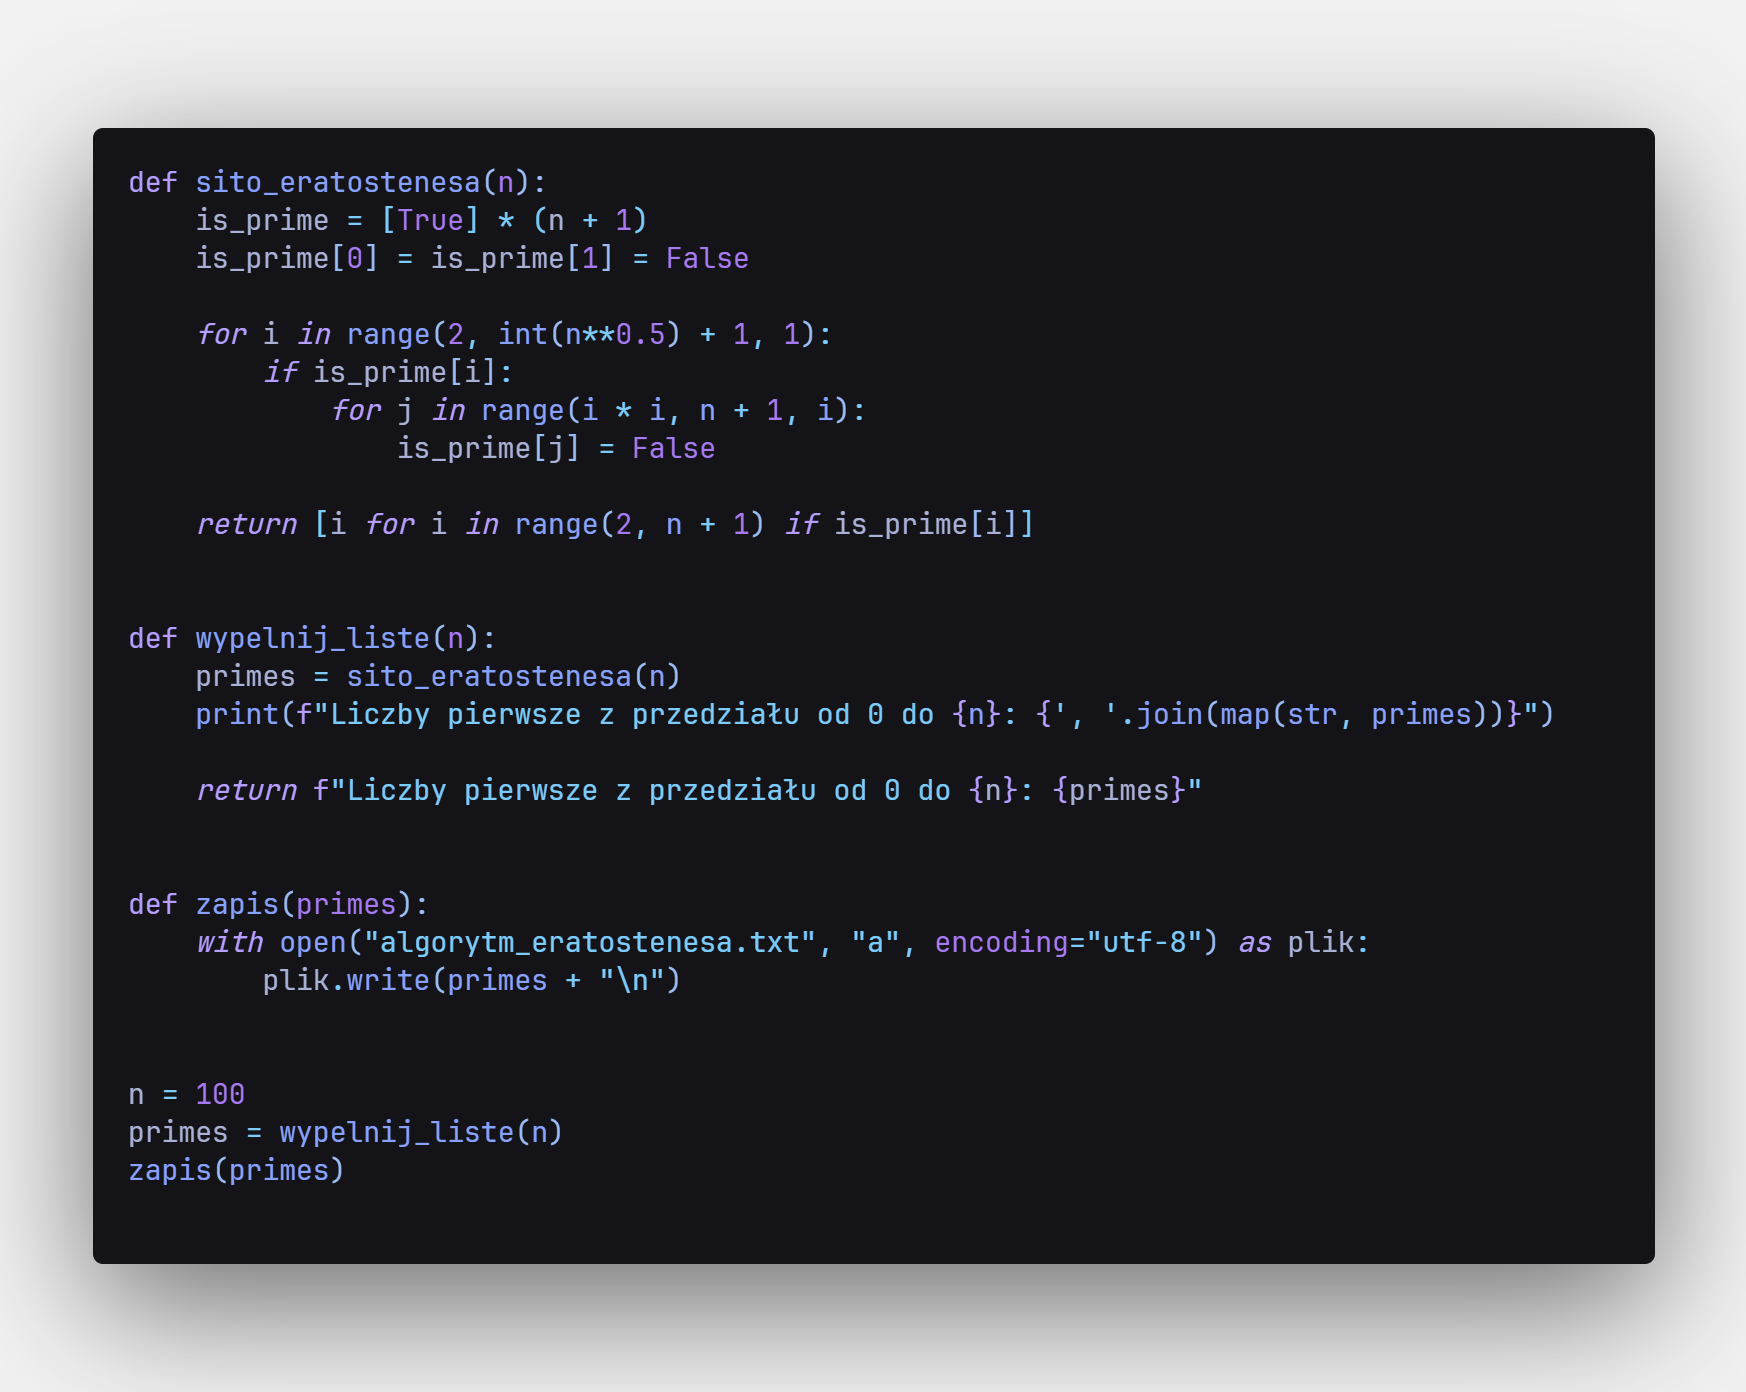 def sito_eratostenesa(n):
    is_prime = [True] * (n + 1)
    is_prime[0] = is_prime[1] = False

    for i in range(2, int(n**0.5) + 1, 1):
        if is_prime[i]:
            for j in range(i * i, n + 1, i):
                is_prime[j] = False

    return [i for i in range(2, n + 1) if is_prime[i]]


def wypelnij_liste(n):
    primes = sito_eratostenesa(n)
    print(f"Liczby pierwsze z przedziału od 0 do {n}: {', '.join(map(str, primes))}")

    return f"Liczby pierwsze z przedziału od 0 do {n}: {primes}"


def zapis(primes):
    with open("algorytm_eratostenesa.txt", "a", encoding="utf-8") as plik:
        plik.write(primes + "\n")


n = 100
primes = wypelnij_liste(n)
zapis(primes)